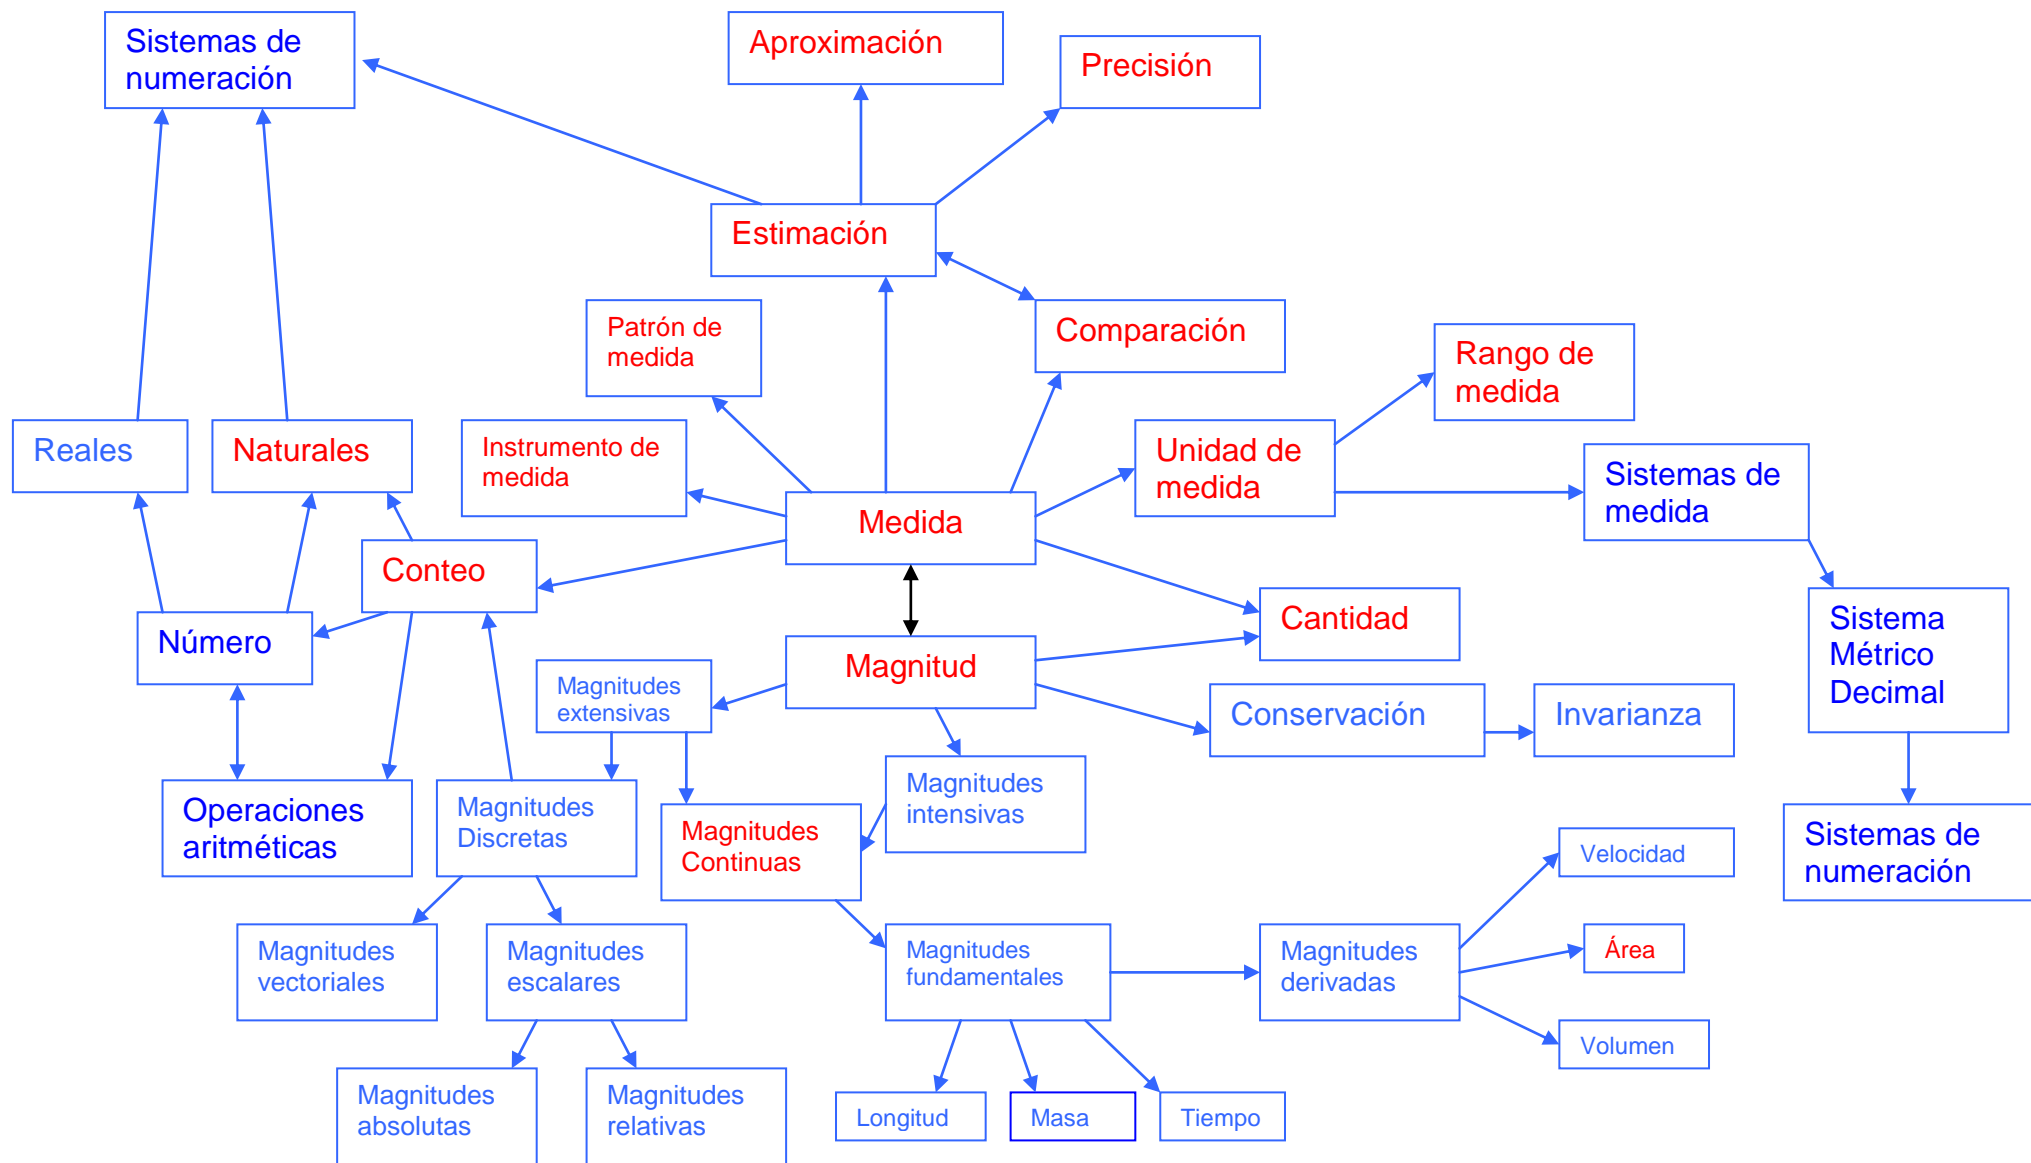 Sistemas de
numeración
Aproximación
Precisión
Estimación
Patrón de
medida
Comparación
Rango de
medida
Reales
Naturales
Instrumento de
medida
Unidad de
medida
Sistemas de
medida
Medida
Conteo
Número
Cantidad
Sistema
Métrico
Decimal
Magnitud
Magnitudes
extensivas
Conservación
Invarianza
Operaciones
aritméticas
Magnitudes
Discretas
Magnitudes
Continuas
Magnitudes
intensivas
Velocidad
Sistemas de
numeración
Magnitudes
vectoriales
Magnitudes
escalares
Magnitudes
fundamentales
Magnitudes
derivadas
Área
Volumen
Magnitudes
absolutas
Magnitudes
relativas
Longitud
Masa
Tiempo